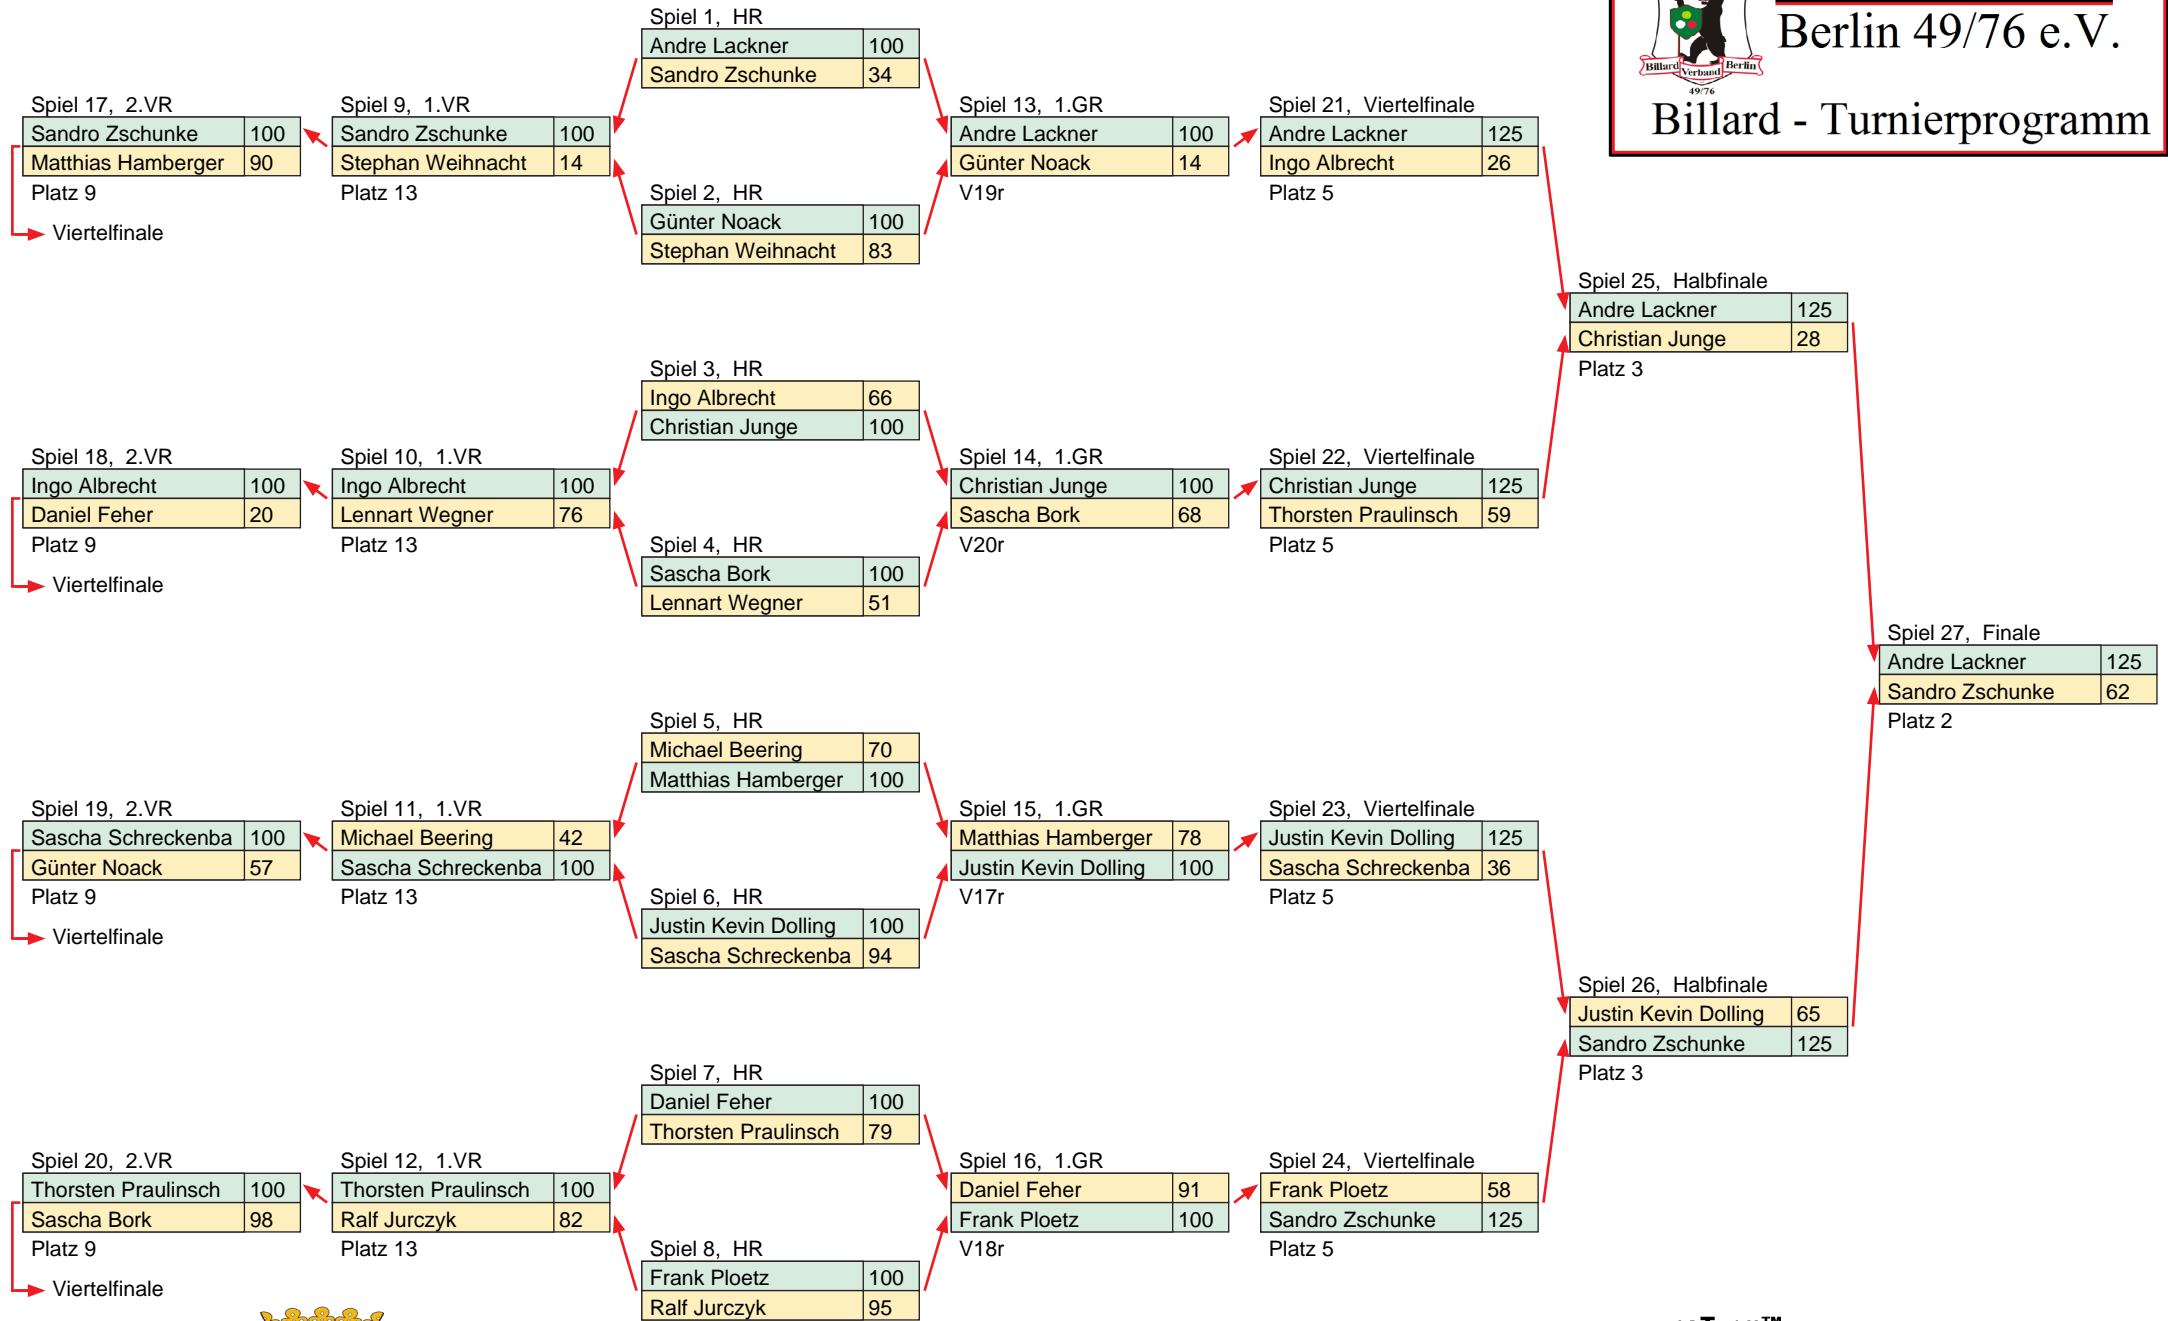 Spiel 1, HR
Andre Lackner 100
Sandro Zschunke 34
Berlin 49/76 e.V.
Billard Verband Berlin
49/76
Billard - Turnierprogramm
Spiel 17, 2.VR
Sandro Zschunke 100
Matthias Hamberger 90
Platz 9
Viertelfinale
Spiel 9, 1.VR
Sandro Zschunke 100
Stephan Weihnacht 14
Platz 13
Spiel 2, HR
Günter Noack 100
Stephan Weihnacht 83
Spiel 13, 1.GR
Andre Lackner 100
Günter Noack 14
V19r
Spiel 21, Viertelfinale
Andre Lackner 125
Ingo Albrecht 26
Platz 5
Spiel 25, Halbfinale
Andre Lackner 125
Christian Junge 28
Platz 3
Spiel 3, HR
Ingo Albrecht 66
Christian Junge 100
Spiel 18, 2.VR
Ingo Albrecht 100
Daniel Feher 20
Platz 9
Viertelfinale
Spiel 10, 1.VR
Ingo Albrecht 100
Lennart Wegner 76
Platz 13
Spiel 4, HR
Sascha Bork 100
Lennart Wegner 51
Spiel 14, 1.GR
Christian Junge 100
Sascha Bork 68
V20r
Spiel 22, Viertelfinale
Christian Junge 125
Thorsten Praulinsch 59
Platz 5
Spiel 27, Finale
Andre Lackner 125
Sandro Zschunke 62
Platz 2
Spiel 5, HR
Michael Beering 70
Matthias Hamberger 100
Spiel 19, 2.VR
Sascha Schreckenba 100
Günter Noack 57
Platz 9
Viertelfinale
Spiel 11, 1.VR
Michael Beering 42
Sascha Schreckenba 100
Platz 13
Spiel 6, HR
Justin Kevin Dolling 100
Sascha Schreckenba 94
Spiel 15, 1.GR
Matthias Hamberger 78
Justin Kevin Dolling 100
V17r
Spiel 23, Viertelfinale
Justin Kevin Dolling 125
Sascha Schreckenba 36
Platz 5
Spiel 26, Halbfinale
Justin Kevin Dolling 65
Sandro Zschunke 125
Platz 3
Spiel 7, HR
Daniel Feher 100
Thorsten Praulinsch 79
Spiel 20, 2.VR
Thorsten Praulinsch 100
Sascha Bork 98
Platz 9
Viertelfinale
Spiel 12, 1.VR
Thorsten Praulinsch 100
Ralf Jurczyk 82
Platz 13
Spiel 8, HR
Frank Ploetz 100
Ralf Jurczyk 95
Spiel 16, 1.GR
Daniel Feher 91
Frank Ploetz 100
V18r
Spiel 24, Viertelfinale
Frank Ploetz 58
Sandro Zschunke 125
Platz 5